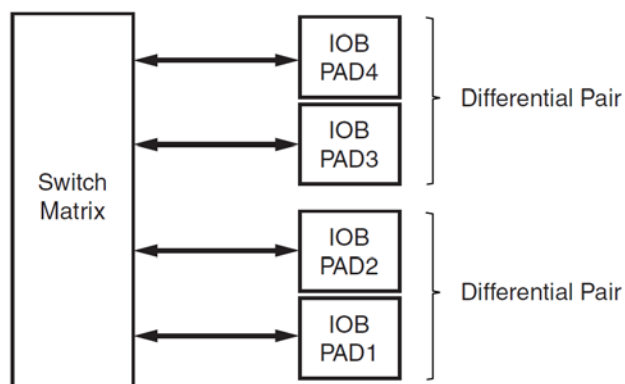 IOB
PAD4
Differential Pair
IOB
PAD3
Switch
Matrix
IOB
PAD2
Differential Pair
IOB
PAD1